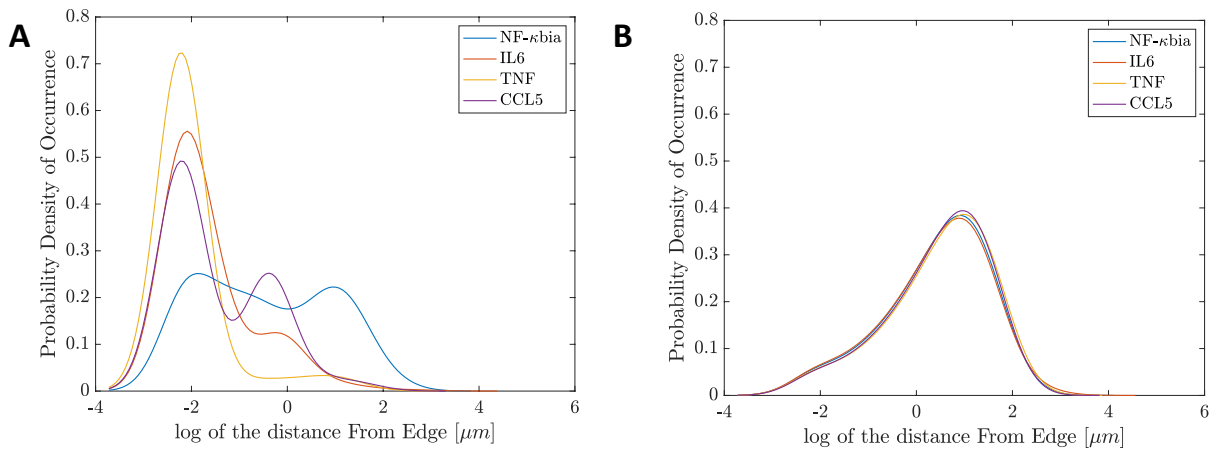 A
Probability Density of Occurrence
0.8
0.7
0.6
0.5
0.4
0.3
0.2
0.1
0
-4
-2
0
2
4
6
log of the distance From Edge [μm]
NF-κbia
IL6
TNF
CCL5
B
Probability Density of Occurrence
0.8
0.7
0.6
0.5
0.4
0.3
0.2
0.1
0
-4
-2
0
2
4
6
log of the distance From Edge [μm]
NF-κbia
IL6
TNF
CCL5